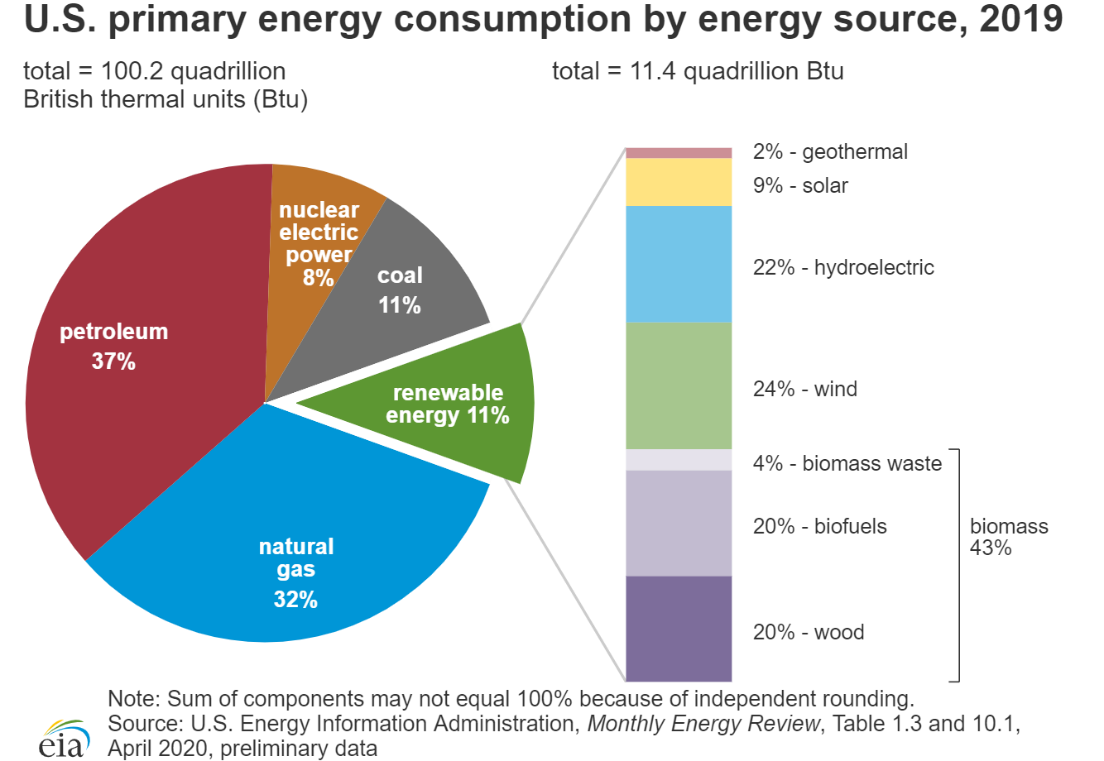 U.S. primary energy consumption by energy source, 2019
total = 100.2 quadrillion
British thermal units (Btu)
total = 11.4 quadrillion Btu
nuclear
electric
power
8%
coal
11%
petroleum
37%
renewable
energy 11%
natural
gas
32%
2% - geothermal
9% - solar
22% - hydroelectric
24% - wind
4% - biomass waste
20% - biofuels
20% - wood
biomass
43%
Note: Sum of components may not equal 100% because of independent rounding.
Source: U.S. Energy Information Administration, Monthly Energy Review, Table 1.3 and 10.1,
April 2020, preliminary data
eia